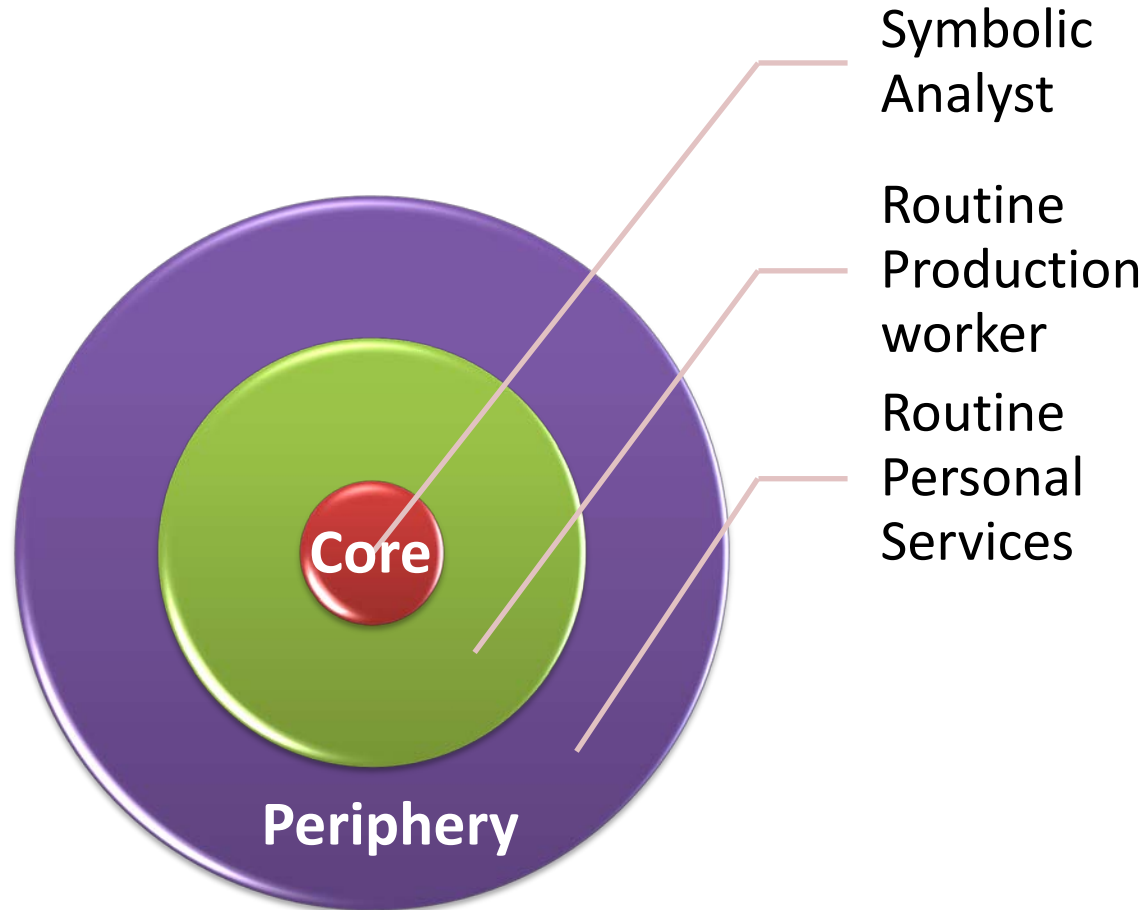 Symbolic
Analyst
Routine
Production
worker
Routine
Personal
Services
Core
Periphery